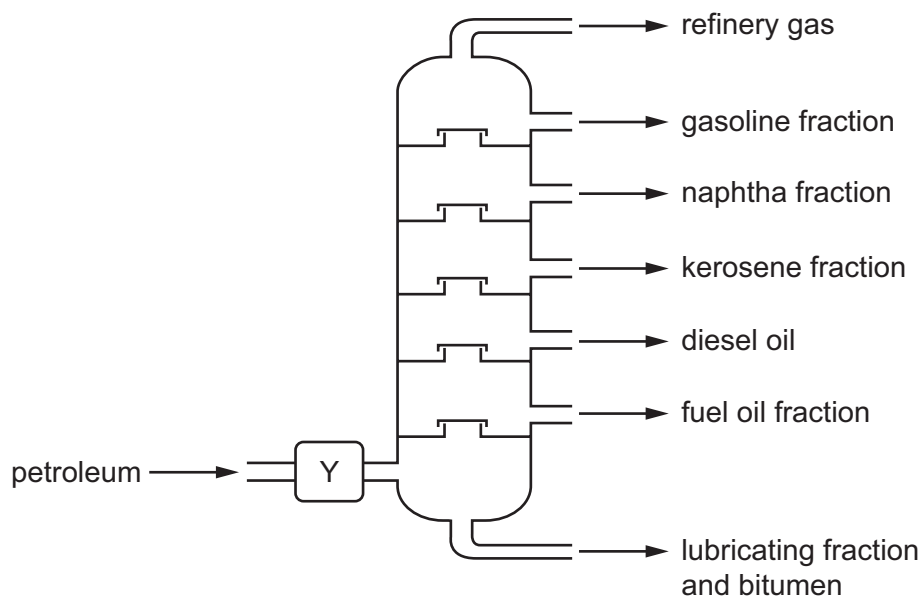 refinery gas
gasoline fraction
naphtha fraction
kerosene fraction
diesel oil
fuel oil fraction
petroleum
Y
lubricating fraction
and bitumen